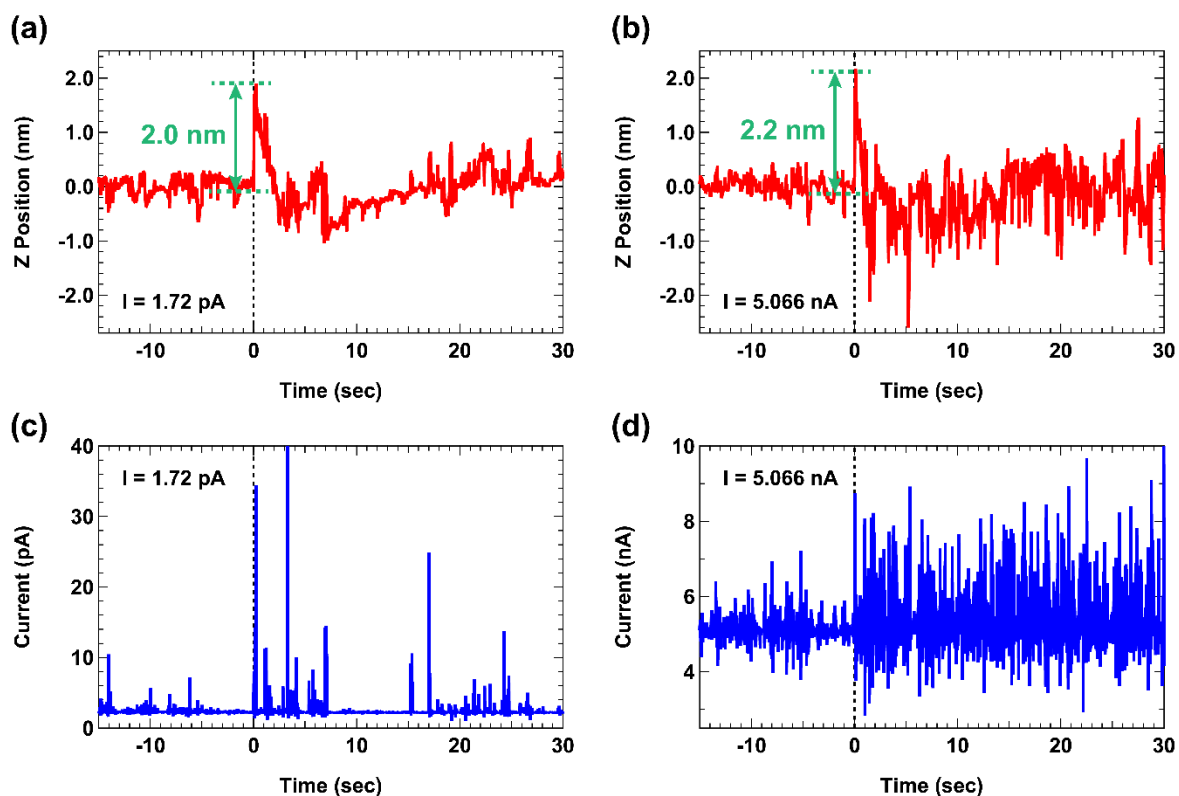 (a)
Z Position (nm)
2.0
1.0
0.0
-1.0
-2.0
2.0 nm
I = 1.72 pA
-10 0 10 20 30
Time (sec)
(b)
Z Position (nm)
2.0
1.0
0.0
-1.0
-2.0
2.2 nm
I = 5.066 nA
-10 0 10 20 30
Time (sec)
(c)
Current (pA)
40
30
20
10
0
I = 1.72 pA
-10 0 10 20 30
Time (sec)
(d)
Current (nA)
10
8
6
4
I = 5.066 nA
-10 0 10 20 30
Time (sec)